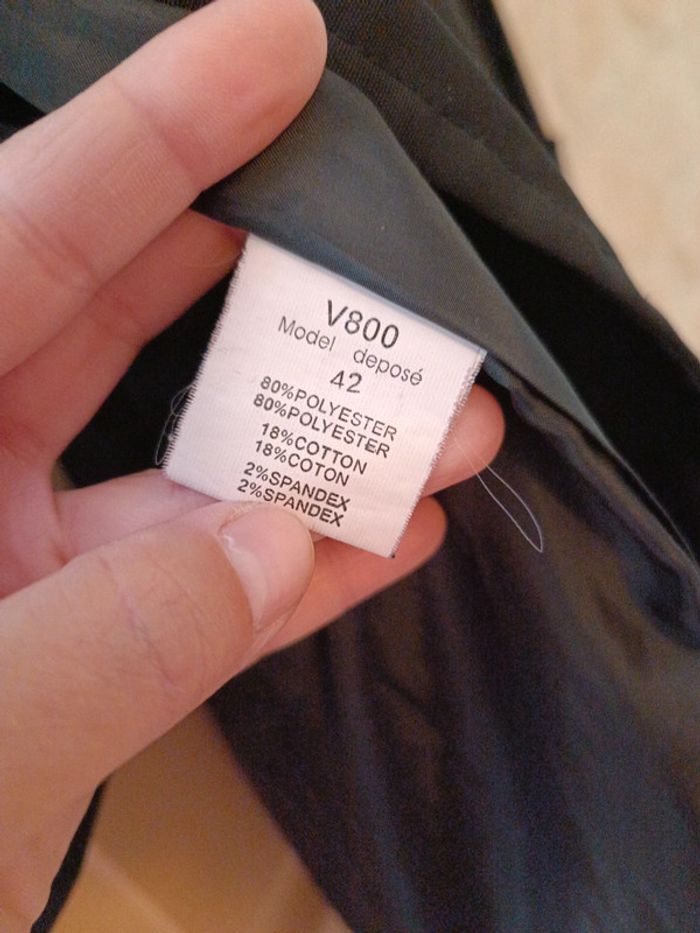 V800
Model deposé
42
80%POLYESTER
80%POLYESTER
18%COTTON
18%COTON
2%SPANDEX
2%SPANDEX